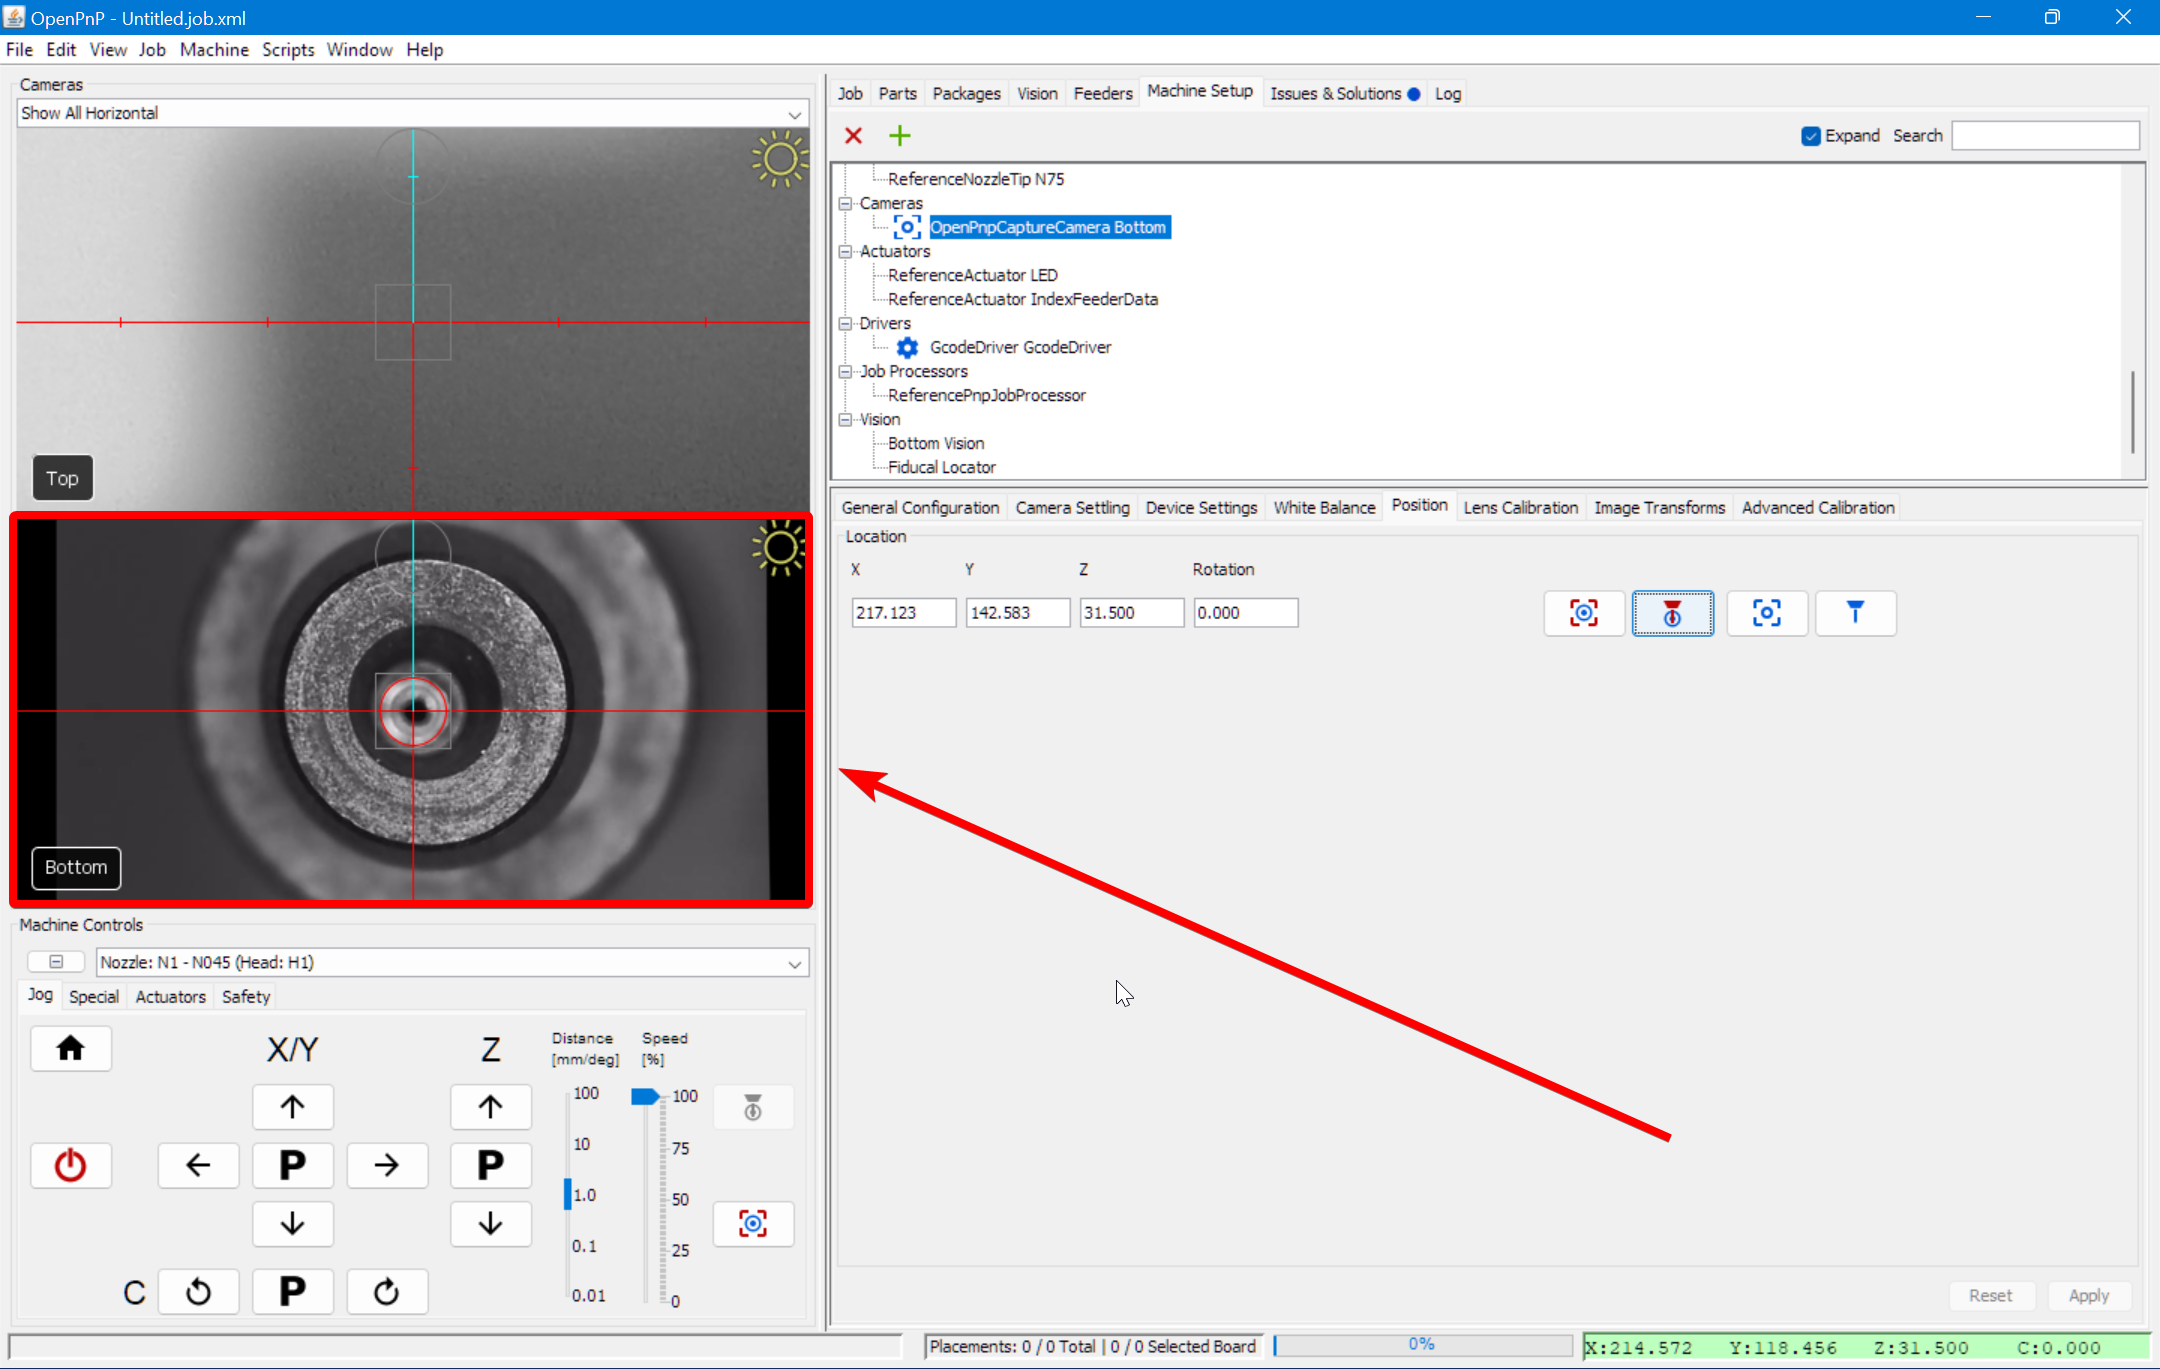 OpenPnP - Untitled.job.xml
File Edit View Job Machine Scripts Window Help
Cameras
Show All Horizontal
Top
Bottom
Machine Controls
Nozzle: N1 - N045 (Head: H1)
Jog Special Actuators Safety
X/Y Z Distance [mm/deg] Speed [%]
100 100
10 75
P P 1.0 50
0.1 25
C P 0.01 0
Job Parts Packages Vision Feeders Machine Setup Issues & Solutions Log
Expand Search
ReferenceNozzleTip N75
Cameras
OpenPnpCaptureCamera Bottom
Actuators
ReferenceActuator LED
ReferenceActuator IndexFeederData
Drivers
GcodeDriver GcodeDriver
Job Processors
ReferencePnpJobProcessor
Vision
Bottom Vision
Fiducal Locator
General Configuration Camera Settling Device Settings White Balance Position Lens Calibration Image Transforms Advanced Calibration
Location
X Y Z Rotation
217.123 142.583 31.500 0.000
Reset Apply
Placements: 0 / 0 Total | 0 / 0 Selected Board 0% X:214.572 Y:118.456 Z:31.500 C:0.000